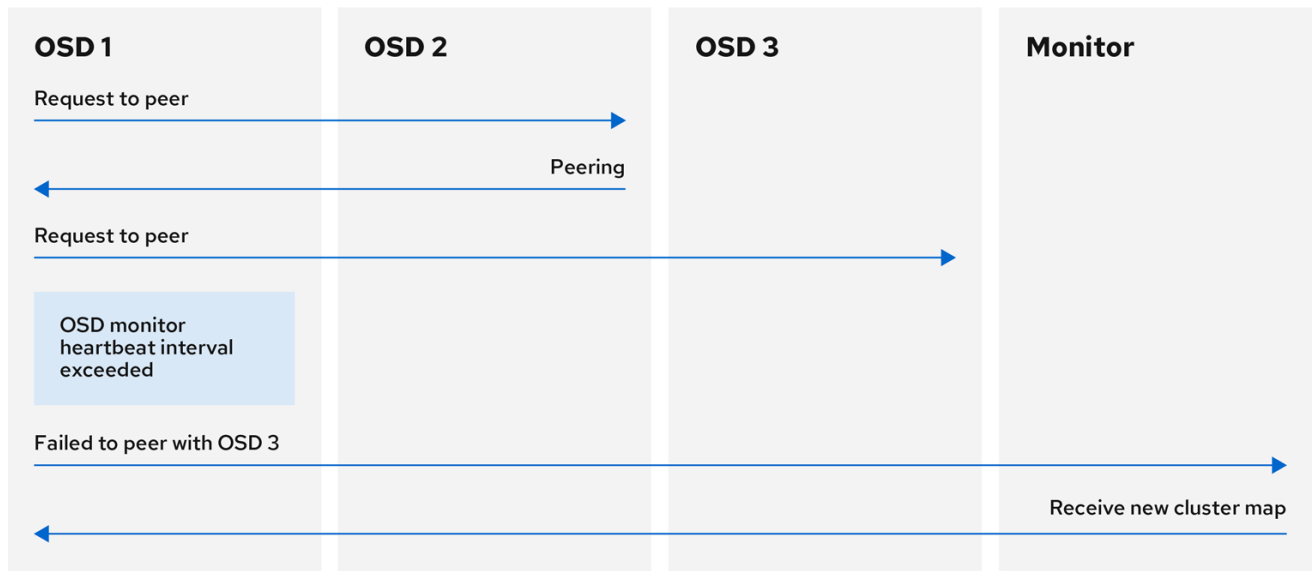 OSD 1
OSD 2
OSD 3
Monitor
Request to peer
Peering
Request to peer
OSD monitor
heartbeat interval
exceeded
Failed to peer with OSD 3
Receive new cluster map